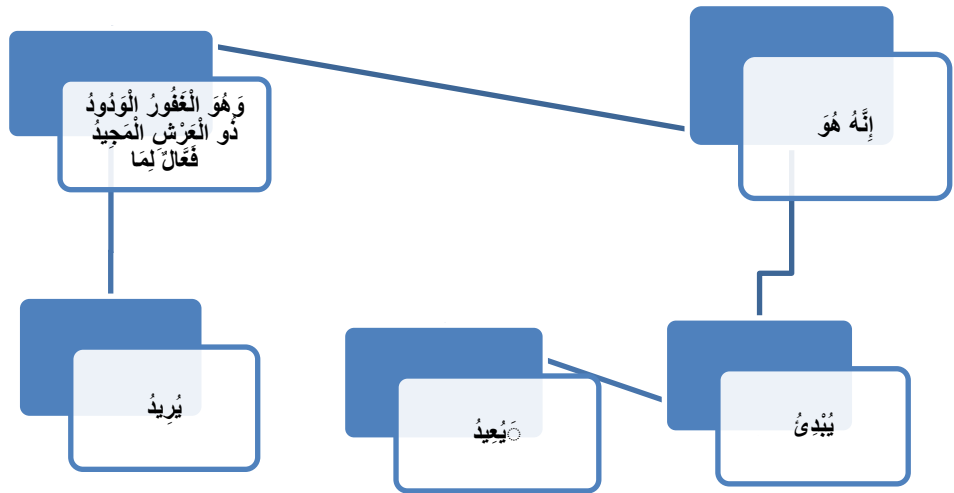 إِنَّهُ هُوَ
وَهُوَ الْغَفُورُ الْوَدُودُ
ذُو الْعَرْشِ الْمَجِيدُ
فَعَّالٌ لِمَا
يُبْدِئُ
َيُعِيدُ
يُرِيدُ